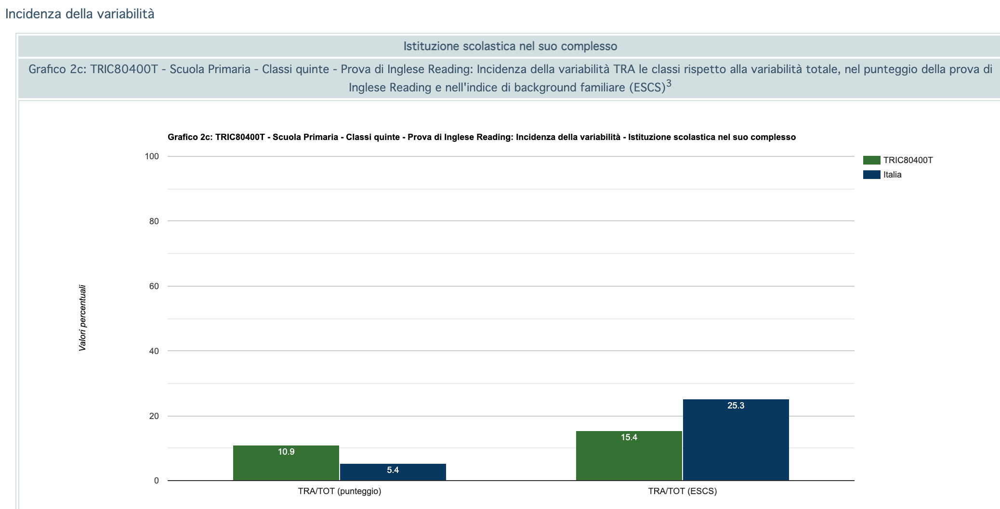 Incidenza della variabilità
Istituzione scolastica nel suo complesso
Grafico 2c: TRIC80400T - Scuola Primaria - Classi quinte - Prova di Inglese Reading: Incidenza della variabilità TRA le classi rispetto alla variabilità totale, nel punteggio della prova di
Inglese Reading e nell'indice di background familiare (ESCS)3
Grafico 2c: TRIC80400T - Scuola Primaria - Classi quinte - Prova di Inglese Reading: Incidenza della variabilità - Istituzione scolastica nel suo complesso
100
80
60
40
20
0
Valori percentuali
10.9
5.4
15.4
25.3
TRA/TOT (punteggio)
TRA/TOT (ESCS)
TRIC80400T
Italia